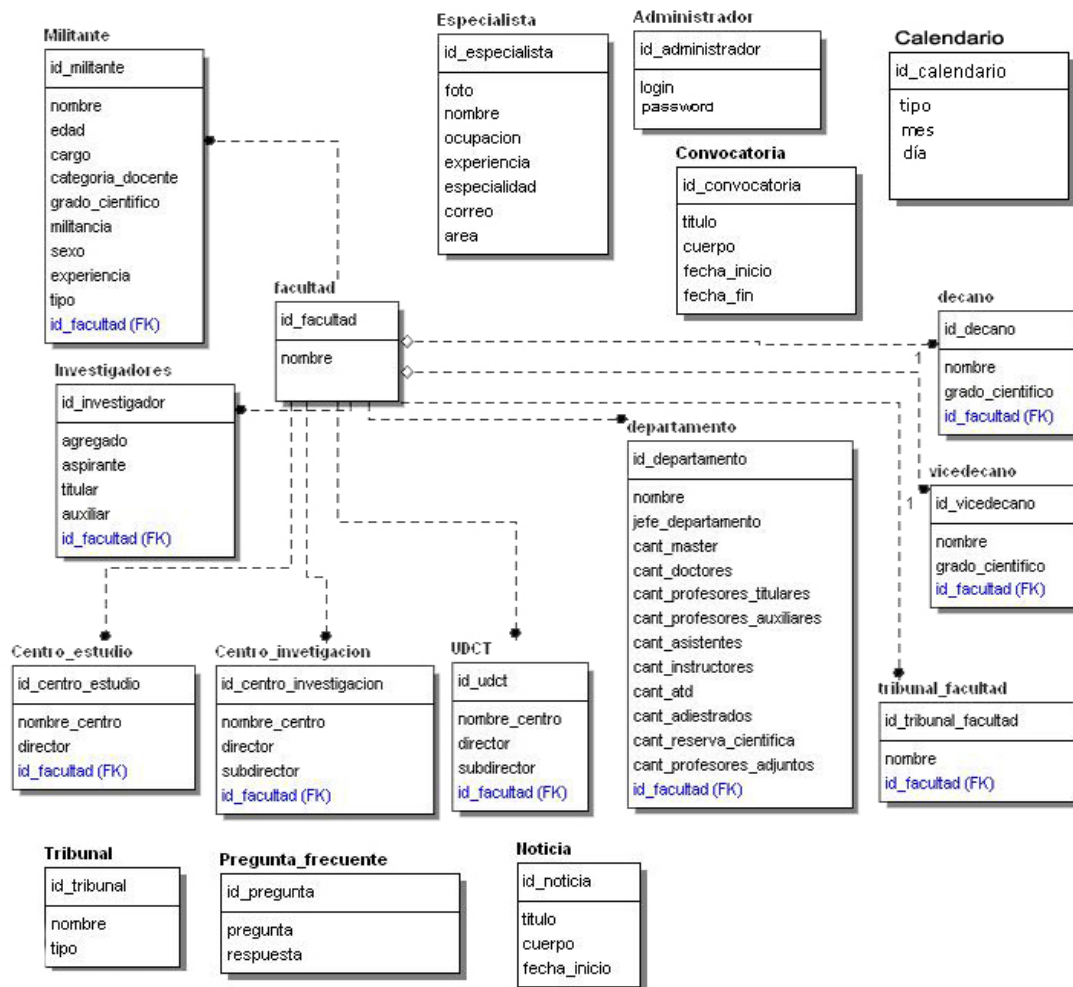 Militante
id_militante
nombre
edad
cargo
categoria_docente
grado_cientifico
militancia
sexo
experiencia
tipo
id_facultad (FK)
Especialista
id_especialista
foto
nombre
ocupacion
experiencia
especialidad
correo
area
Administrador
id_administrador
login
password
Calendario
id_calendario
tipo
mes
día
Convocatoria
id_convocatoria
titulo
cuerpo
fecha_inicio
fecha_fin
facultad
id_facultad
nombre
decano
id_decano
nombre
grado_cientifico
id_facultad (FK)
1
Investigadores
id_investigador
agregado
aspirante
titular
auxiliar
id_facultad (FK)
departamento
id_departamento
nombre
jefe_departamento
cant_master
cant_doctores
cant_profesores_titulares
cant_profesores_auxiliares
cant_asistentes
cant_instructores
cant_atd
cant_adiestrados
cant_reserva_cientifica
cant_profesores_adjuntos
id_facultad (FK)
vicedecano
id_vicedecano
nombre
grado_cientifico
id_facultad (FK)
1
Centro_estudio
id_centro_estudio
nombre_centro
director
id_facultad (FK)
Centro_invetigacion
id_centro_investigacion
nombre_centro
director
subdirector
id_facultad (FK)
UDCT
id_udct
nombre_centro
director
subdirector
id_facultad (FK)
tribunal_facultad
id_tribunal_facultad
nombre
id_facultad (FK)
Tribunal
id_tribunal
nombre
tipo
Pregunta_frecuente
id_pregunta
pregunta
respuesta
Noticia
id_noticia
titulo
cuerpo
fecha_inicio